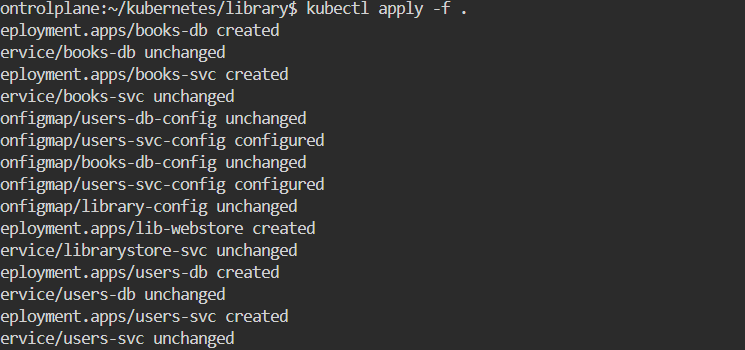 ontrolplane:~/kubernetes/library$ kubectl apply -f .
eployment.apps/books-db created
ervice/books-db unchanged
eployment.apps/books-svc created
ervice/books-svc unchanged
onfigmap/users-db-config unchanged
onfigmap/users-svc-config configured
onfigmap/books-db-config unchanged
onfigmap/users-svc-config configured
onfigmap/library-config unchanged
eployment.apps/lib-webstore created
ervice/librarystore-svc unchanged
eployment.apps/users-db created
ervice/users-db unchanged
eployment.apps/users-svc created
ervice/users-svc unchanged